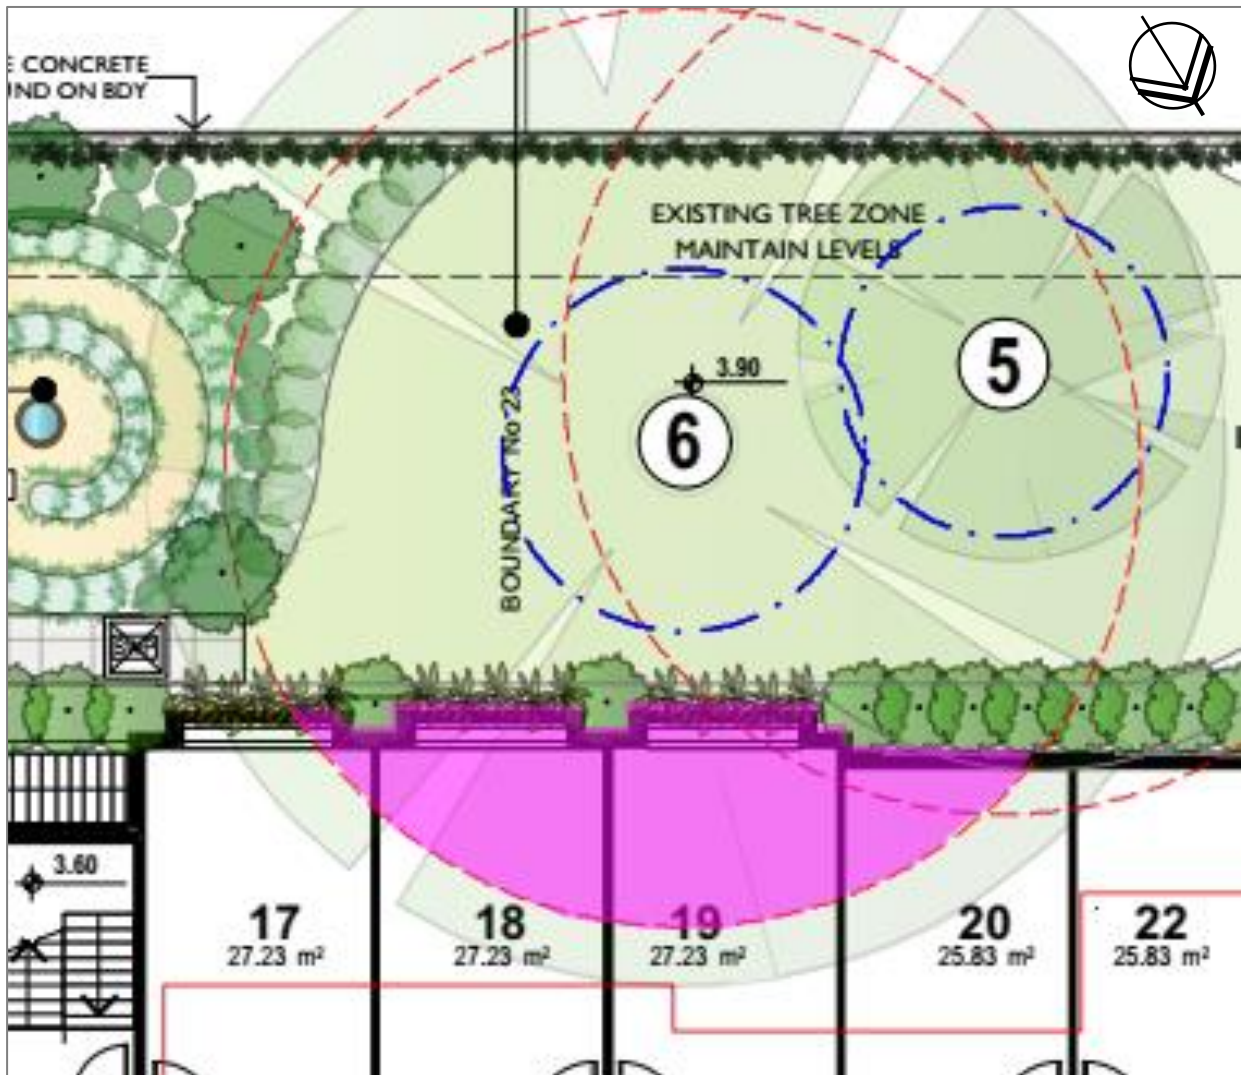 E CONCRETE
UND ON BDY
EXISTING TREE ZONE
MAINTAIN LEVELS
5
3.90
6
BOUNDARY No 23
3.60
17
27.23 m²
18
27.23 m²
19
27.23 m²
20
25.83 m²
22
25.83 m²